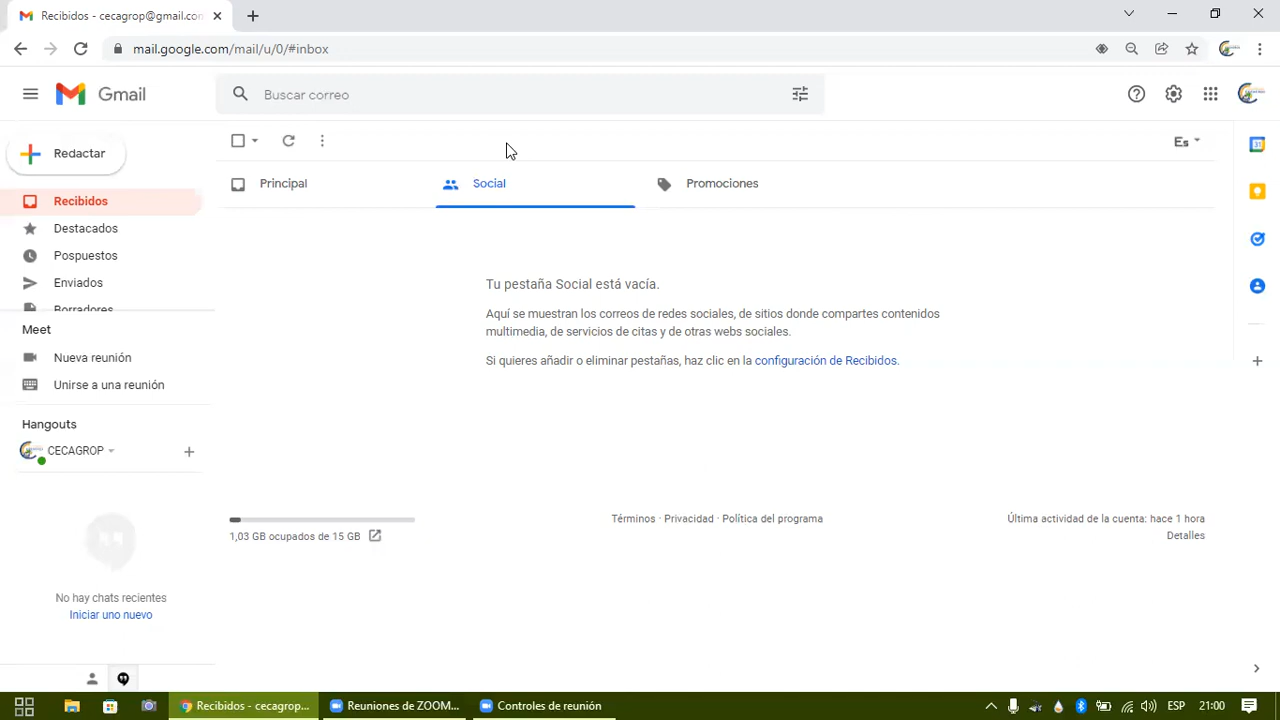 Recibidos - cecagrop@gmail.con
mail.google.com/mail/u/0/#inbox
Gmail
Buscar correo
Redactar
Es
Principal
Social
Promociones
Recibidos
Destacados
Pospuestos
Enviados
Borradores
Tu pestaña Social está vacía.
Aquí se muestran los correos de redes sociales, de sitios donde compartes contenidos
multimedia, de servicios de citas y de otras webs sociales.
Si quieres añadir o eliminar pestañas, haz clic en la configuración de Recibidos.
Meet
Nueva reunión
Unirse a una reunión
Hangouts
CECAGROP
No hay chats recientes
Iniciar uno nuevo
1,03 GB ocupados de 15 GB
Términos · Privacidad · Política del programa
Última actividad de la cuenta: hace 1 hora
Detalles
Recibidos - cecagrop...
Reuniones de ZOOM...
Controles de reunión
ESP
21:00